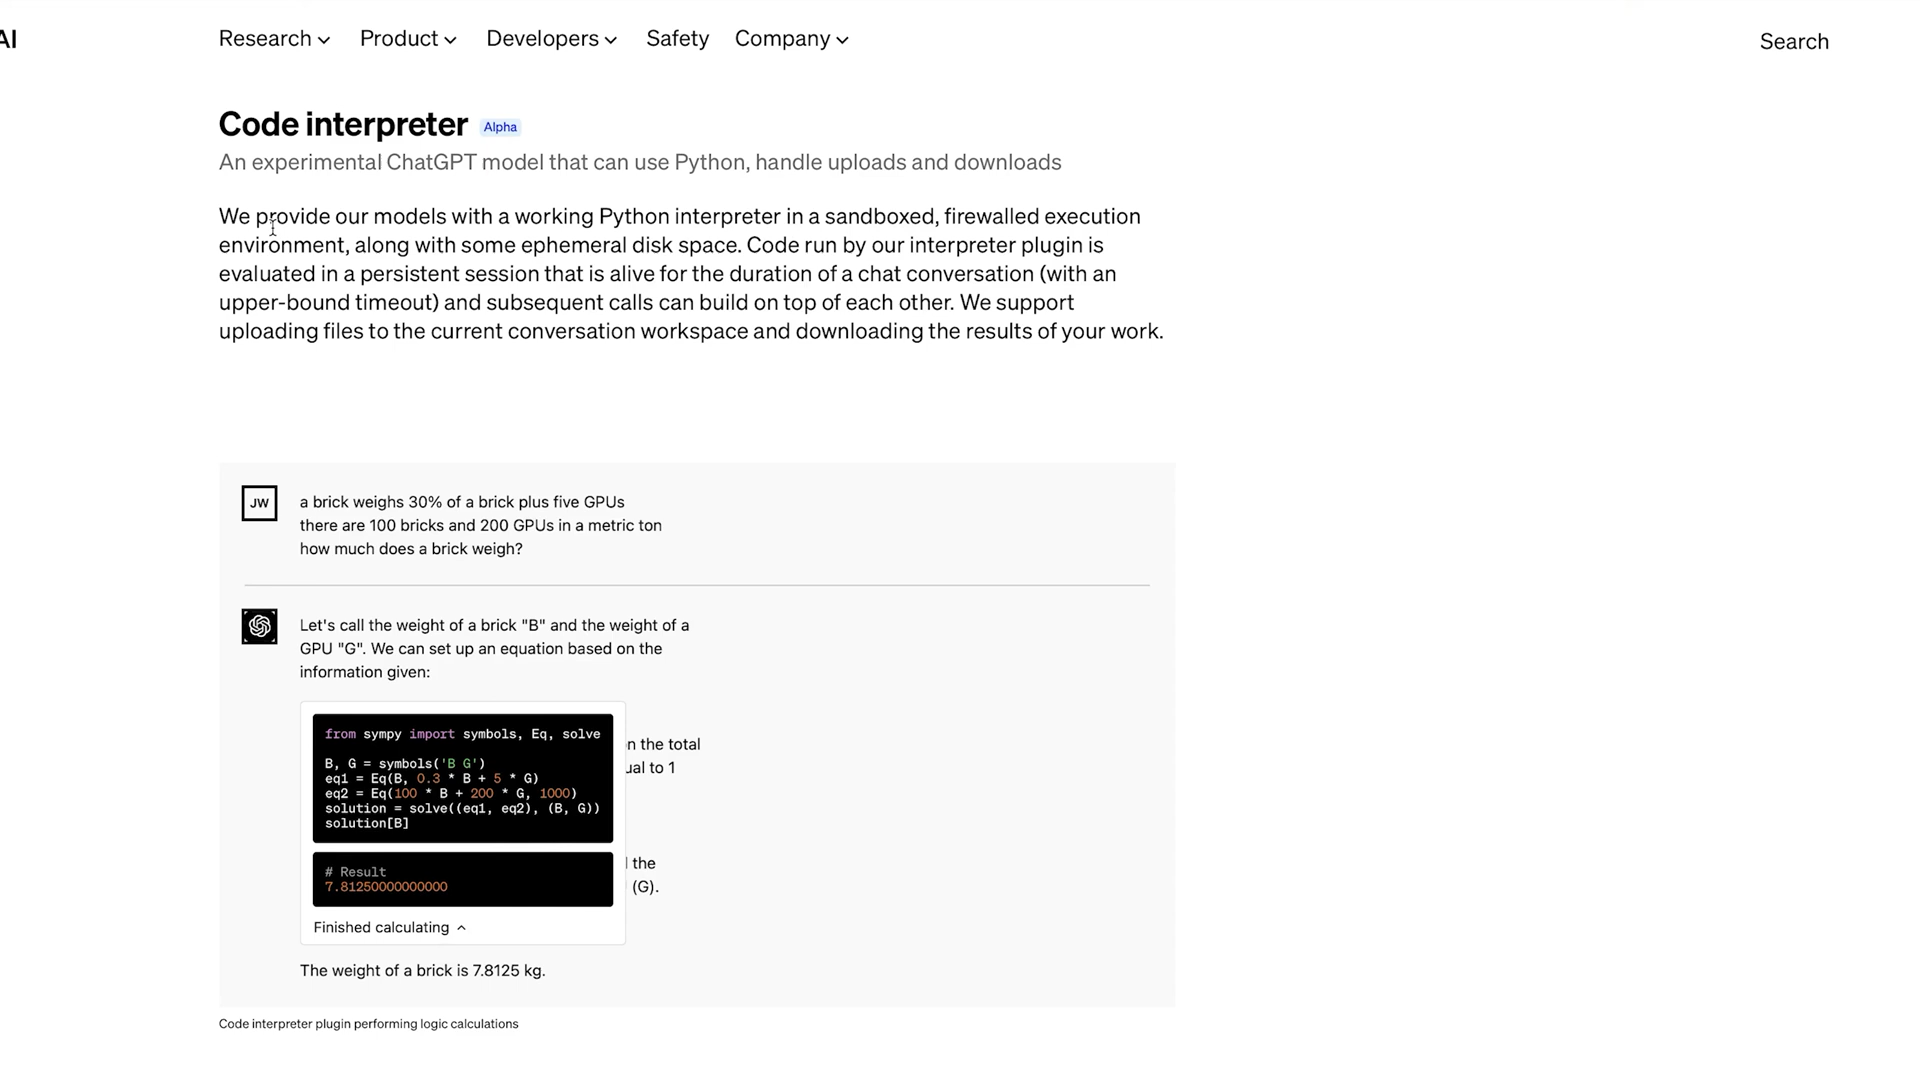 AI
Research Product Developers Safety Company Search
Code interpreter Alpha
An experimental ChatGPT model that can use Python, handle uploads and downloads
We provide our models with a working Python interpreter in a sandboxed, firewalled execution
environment, along with some ephemeral disk space. Code run by our interpreter plugin is
evaluated in a persistent session that is alive for the duration of a chat conversation (with an
upper-bound timeout) and subsequent calls can build on top of each other. We support
uploading files to the current conversation workspace and downloading the results of your work.
JW
a brick weighs 30% of a brick plus five GPUs
there are 100 bricks and 200 GPUs in a metric ton
how much does a brick weigh?
Let's call the weight of a brick "B" and the weight of a
GPU "G". We can set up an equation based on the
information given:
from sympy import symbols, Eq, solve
B, G = symbols('B G')
eq1 = Eq(B, 0.3 * B + 5 * G)
eq2 = Eq(100 * B + 200 * G, 1000)
solution = solve((eq1, eq2), (B, G))
solution[B]
# Result
7.81250000000000
Finished calculating
n the total
ual to 1
the
(G).
The weight of a brick is 7.8125 kg.
Code interpreter plugin performing logic calculations